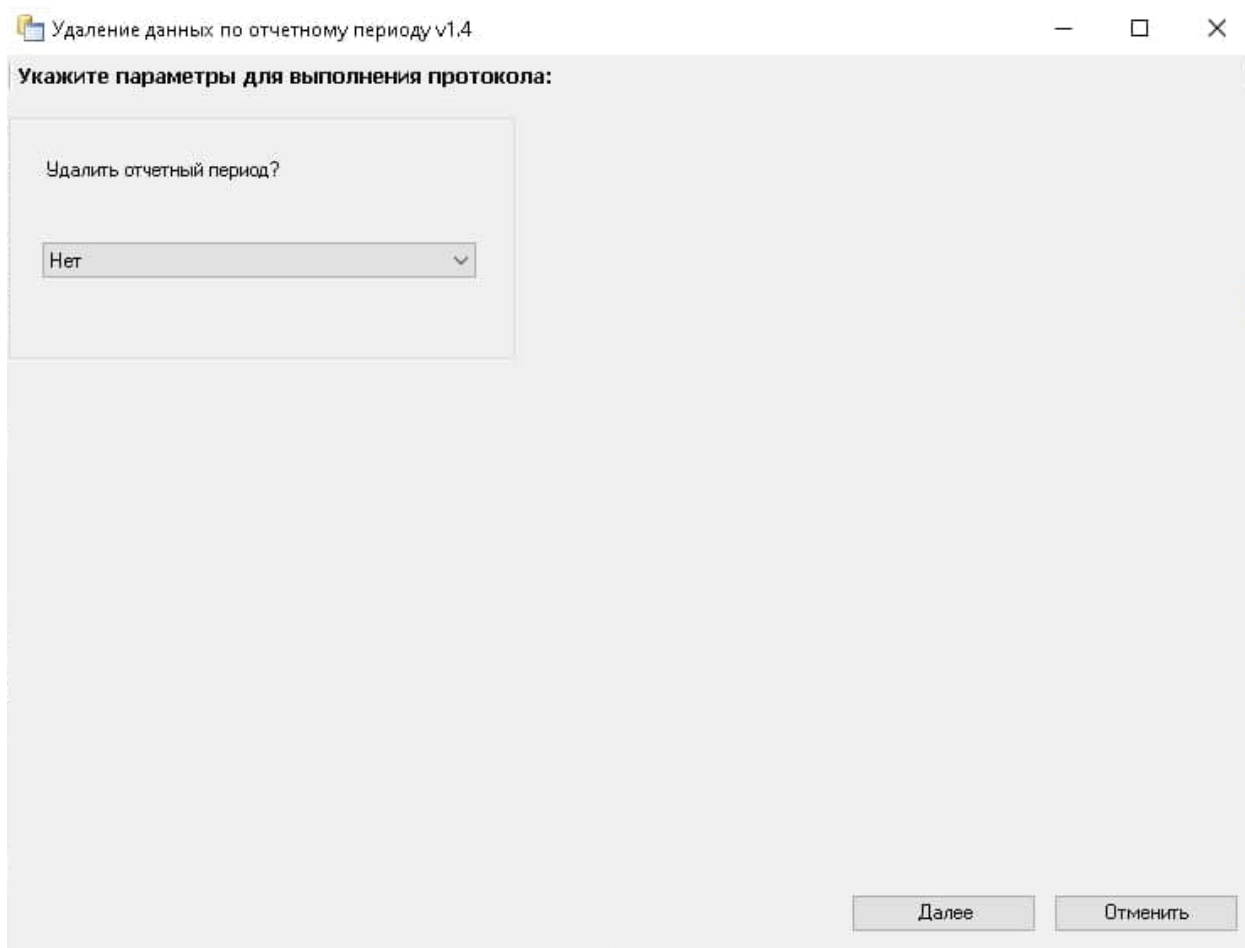 Удаление данных по отчетному периоду v1.4
Укажите параметры для выполнения протокола:
Удалить отчетный период?
Нет
Далее
Отменить